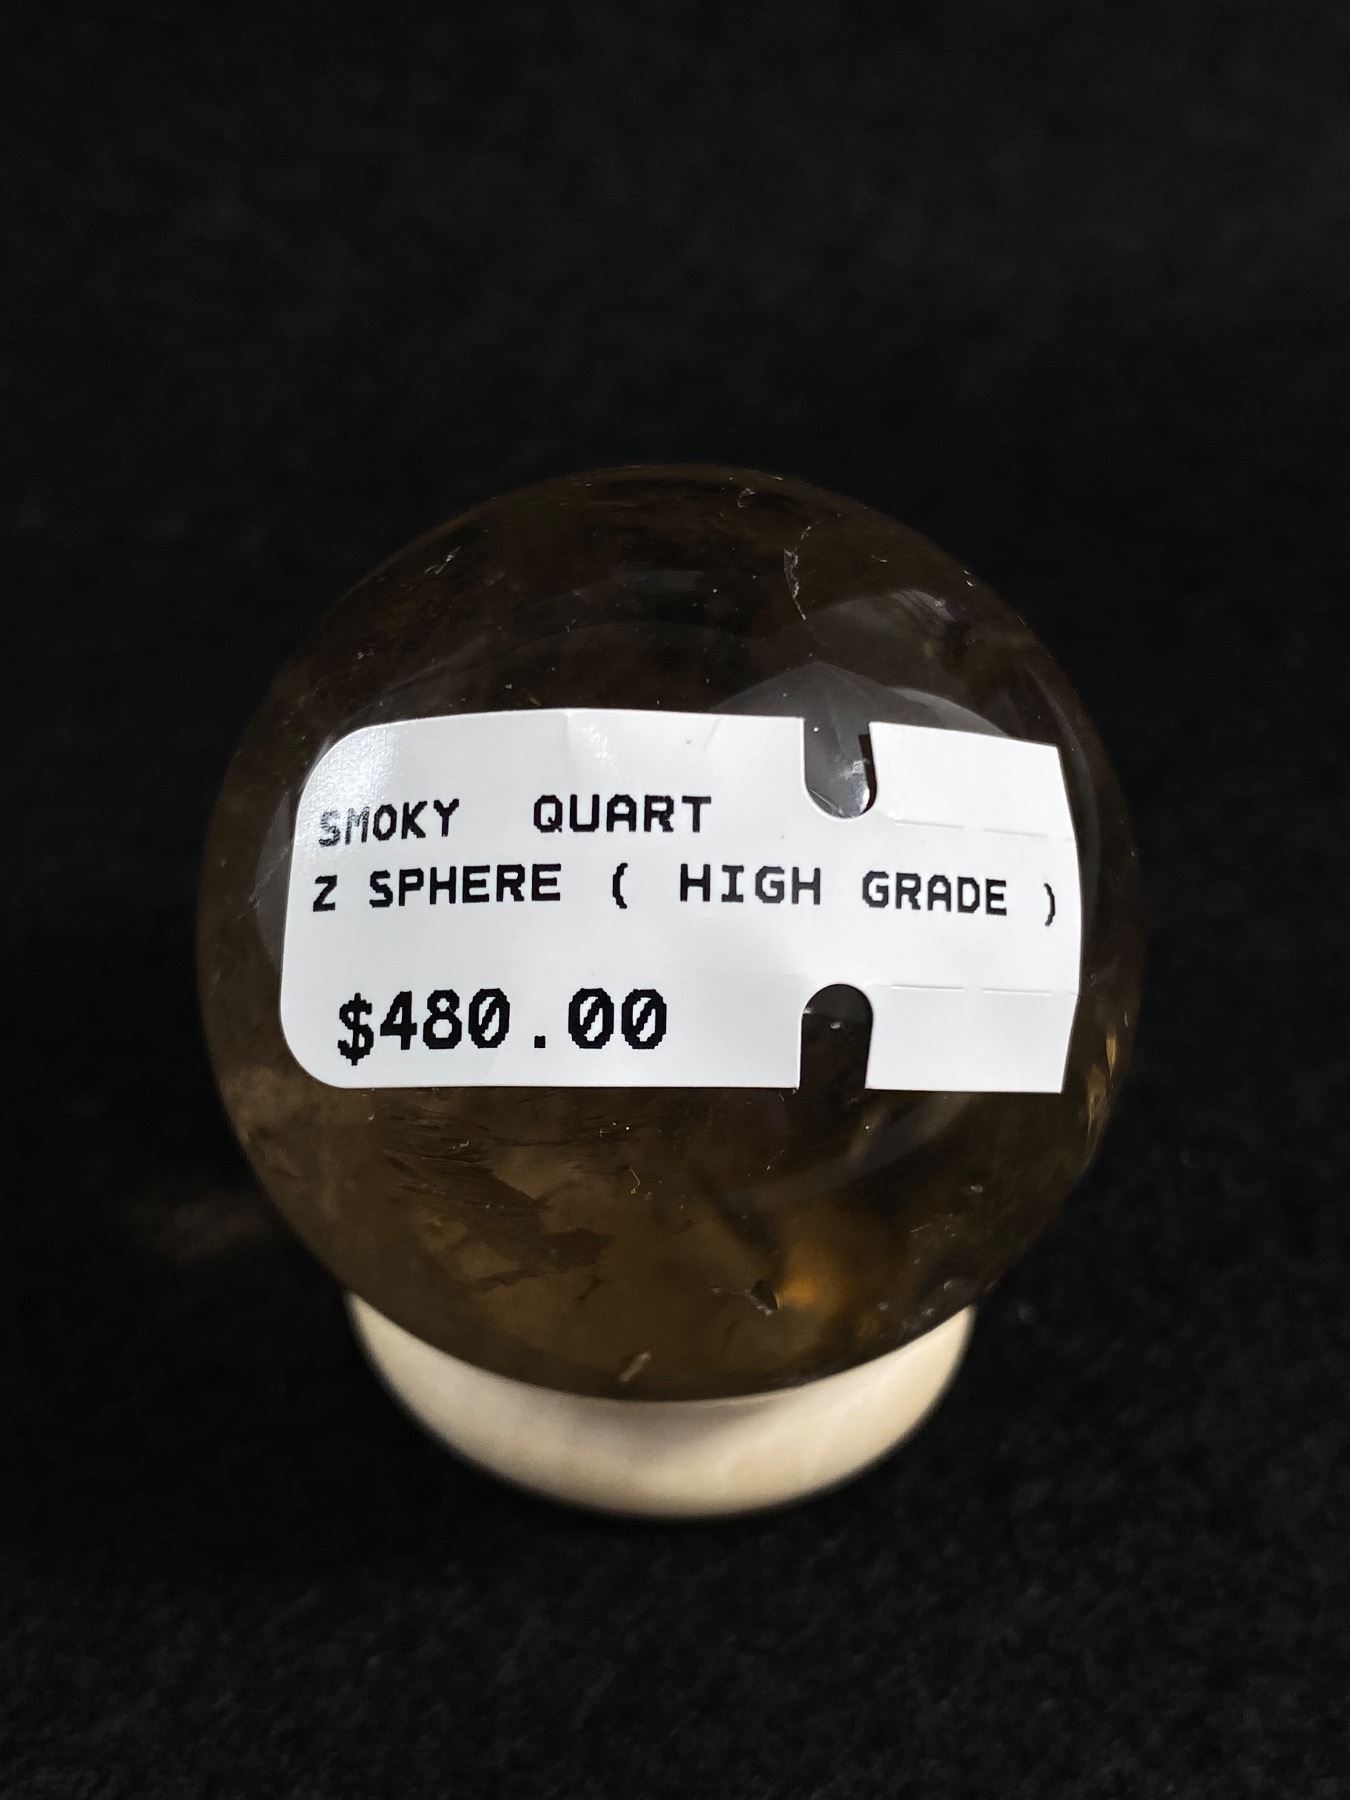 SMOKY QUART
Z SPHERE ( HIGH GRADE )
$480.00